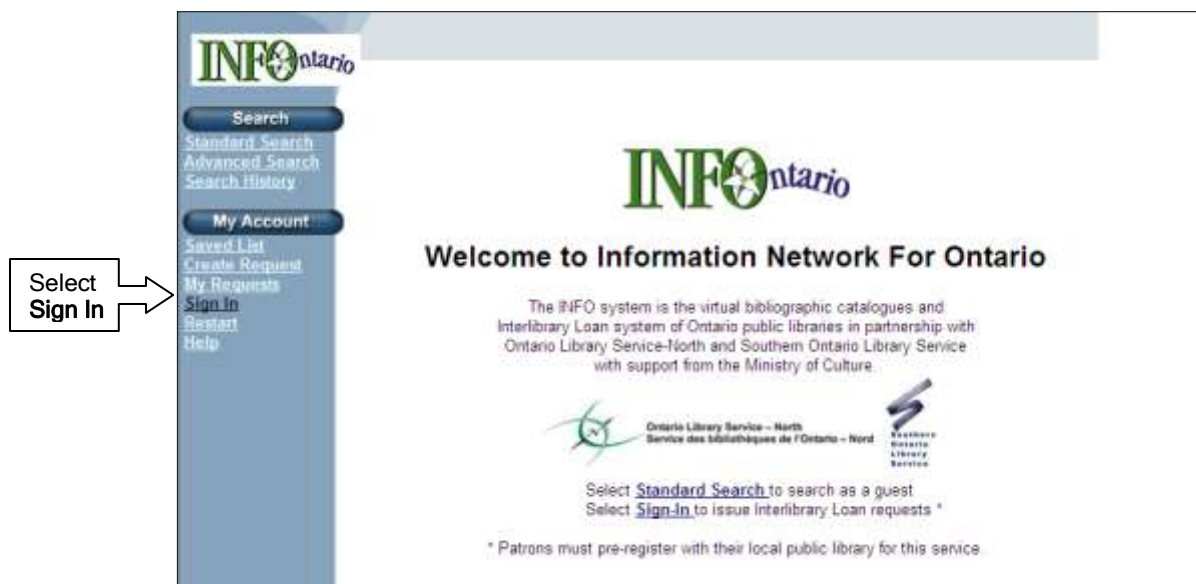 INFOntario
Search
Standard Search
Advanced Search
Search History
My Account
Saved List
Create Request
My Requests
Sign In
Restart
Help
Select
Sign In
INFOntario
Welcome to Information Network For Ontario
The INFO system is the virtual bibliographic catalogues and
Interlibrary Loan system of Ontario public libraries in partnership with
Ontario Library Service-North and Southern Ontario Library Service
with support from the Ministry of Culture.
Ontario Library Service – North
Service des bibliothèques de l'Ontario – Nord
Southern
Ontario
Library
Service
Select Standard Search to search as a guest
Select Sign-In to issue Interlibrary Loan requests *
* Patrons must pre-register with their local public library for this service.